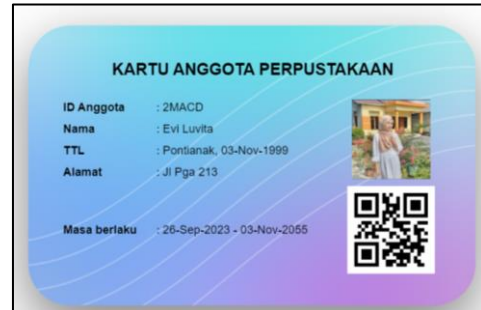 KARTU ANGGOTA PERPUSTAKAAN
ID Anggota : 2MACD
Nama : Evi Luvita
TTL : Pontianak, 03-Nov-1999
Alamat : Jl Pga 213
Masa berlaku : 26-Sep-2023 - 03-Nov-2055